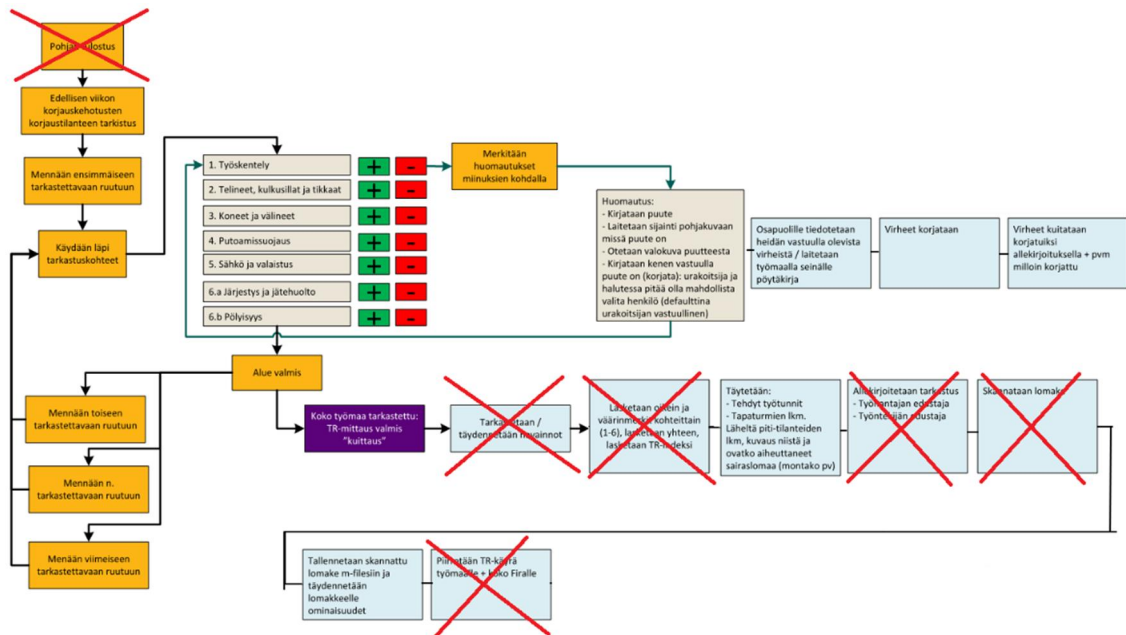 Pohjan tulostus
Edellisen viikon
korjauskehotusten
korjaustilanteen tarkistus
Mennään ensimmäiseen
tarkastettavaan ruutuun
Käydään läpi
tarkastuskohteet
1. Työskentely
2. Telineet, kulkusillat ja tikkaat
3. Koneet ja välineet
4. Putoamissuojaus
5. Sähkö ja valaistus
6.a Järjestys ja jätehuolto
6.b Pölyisyys
+ -
+ -
+ -
+ -
+ -
+ -
+ -
Merkitään
huomautukset
miinuksien kohdalla
Huomautus:
- Kirjataan puute
- Laitetaan sijainti pohjakuvaan
missä puute on
- Otetaan valokuva puutteesta
- Kirjataan kenen vastuulla
puute on (korjata): urakoitsija ja
halutessa pitää olla mahdollista
valita henkilö (defaulttina
urakoitsijan vastuullinen)
Osapuolille tiedotetaan
heidän vastuulla olevista
virheistä / laitetaan
työmaalla seinälle
pöytäkirja
Virheet korjataan
Virheet kuitataan
korjatuiksi
allekirjoituksella + pvm
milloin korjattu
Alue valmis
Mennään toiseen
tarkastettavaan ruutuun
Mennään n.
tarkastettavaan ruutuun
Menään viimeiseen
tarkastettavaan ruutuun
Koko työmaa tarkastettu:
TR-mittaus valmis
"kuittaus"
Tarkastetaan /
täydennetään havainnot
Lasketaan oikein ja
väärinmerkit kohteittain
(1-6), lasketaan yhteen,
lasketaan TR-indeksi
Täytetään:
- Tehdyt työtunnit
- Tapaturmien lkm.
Läheltä piti-tilanteiden
lkm, kuvaus niistä ja
ovatko aiheuttaneet
sairaslomaa (montako pv)
Allekirjoitetaan tarkastus
- Työnantajan edustaja
- Työntekijän edustaja
Skannataan lomake
Tallennetaan skannattu
lomake m-filesiin ja
täydennetään
lomakkeelle
ominaisuudet
Piirretään TR-käyrä
työmaalle + koko Firalle